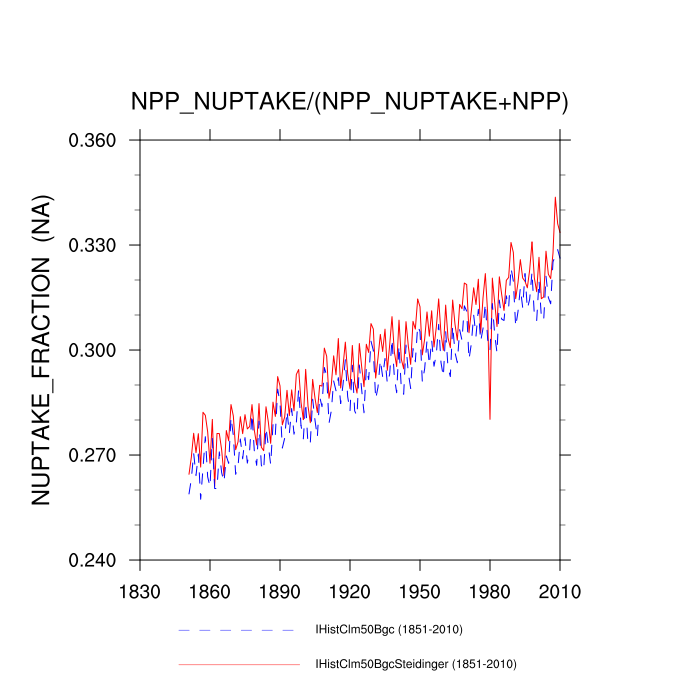 NPP_NUPTAKE/(NPP_NUPTAKE+NPP)
0.360
0.330
0.300
0.270
0.240
NUPTAKE_FRACTION (NA)
1830 1860 1890 1920 1950 1980 2010
IHistClm50Bgc (1851-2010)
IHistClm50BgcSteidinger (1851-2010)